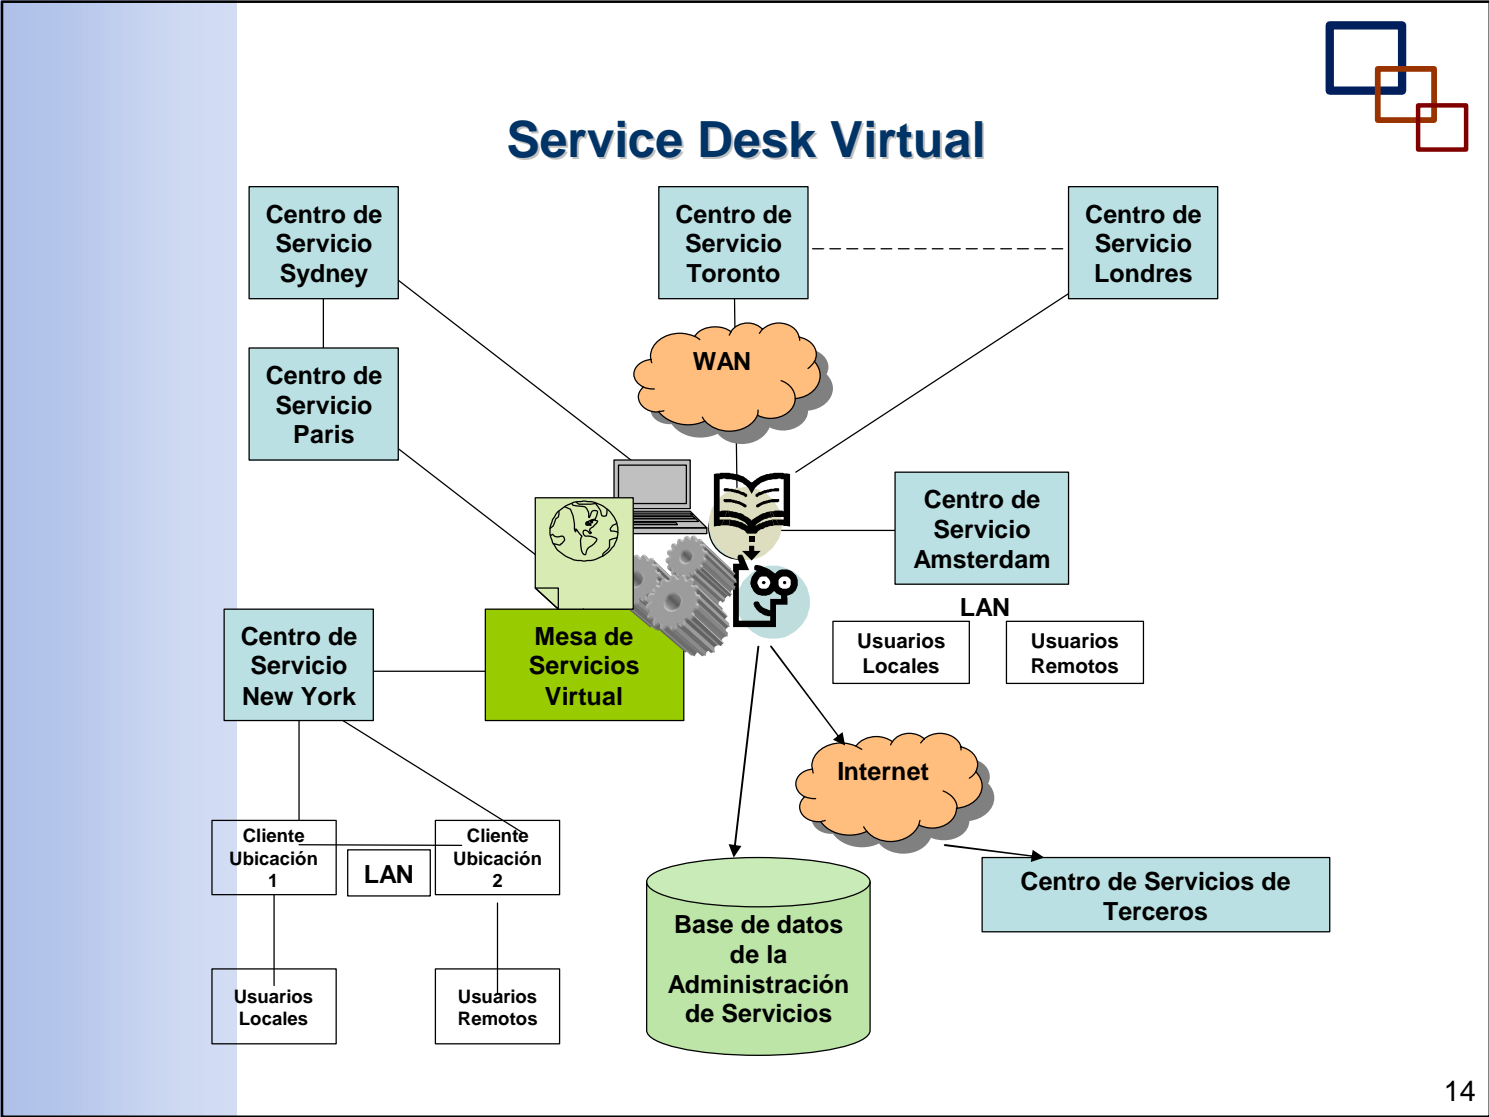 Service Desk Virtual
Centro de
Servicio
Sydney
Centro de
Servicio
Toronto
Centro de
Servicio
Londres
WAN
Centro de
Servicio
Paris
Centro de
Servicio
Amsterdam
LAN
Usuarios
Locales
Usuarios
Remotos
Centro de
Servicio
New York
Mesa de
Servicios
Virtual
Internet
Cliente
Ubicación
1
LAN
Cliente
Ubicación
2
Centro de Servicios de
Terceros
Base de datos
de la
Administración
de Servicios
Usuarios
Locales
Usuarios
Remotos
14